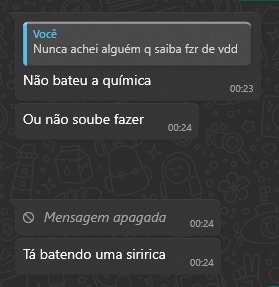 Você
Nunca achei alguém q saiba fzr de vdd
Não bateu a química
00:23
Ou não soube fazer
00:24
Mensagem apagada
00:24
Tá batendo uma siririca
00:24